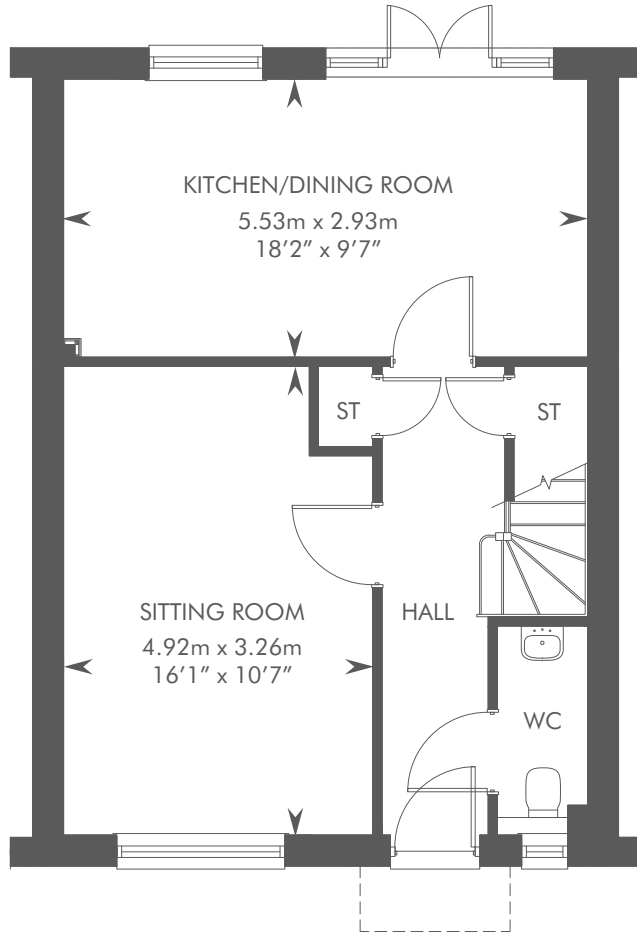 KITCHEN/DINING ROOM
5.53m x 2.93m
18’2” x 9’7”
ST
ST
SITTING ROOM
4.92m x 3.26m
16’1” x 10’7”
HALL
WC